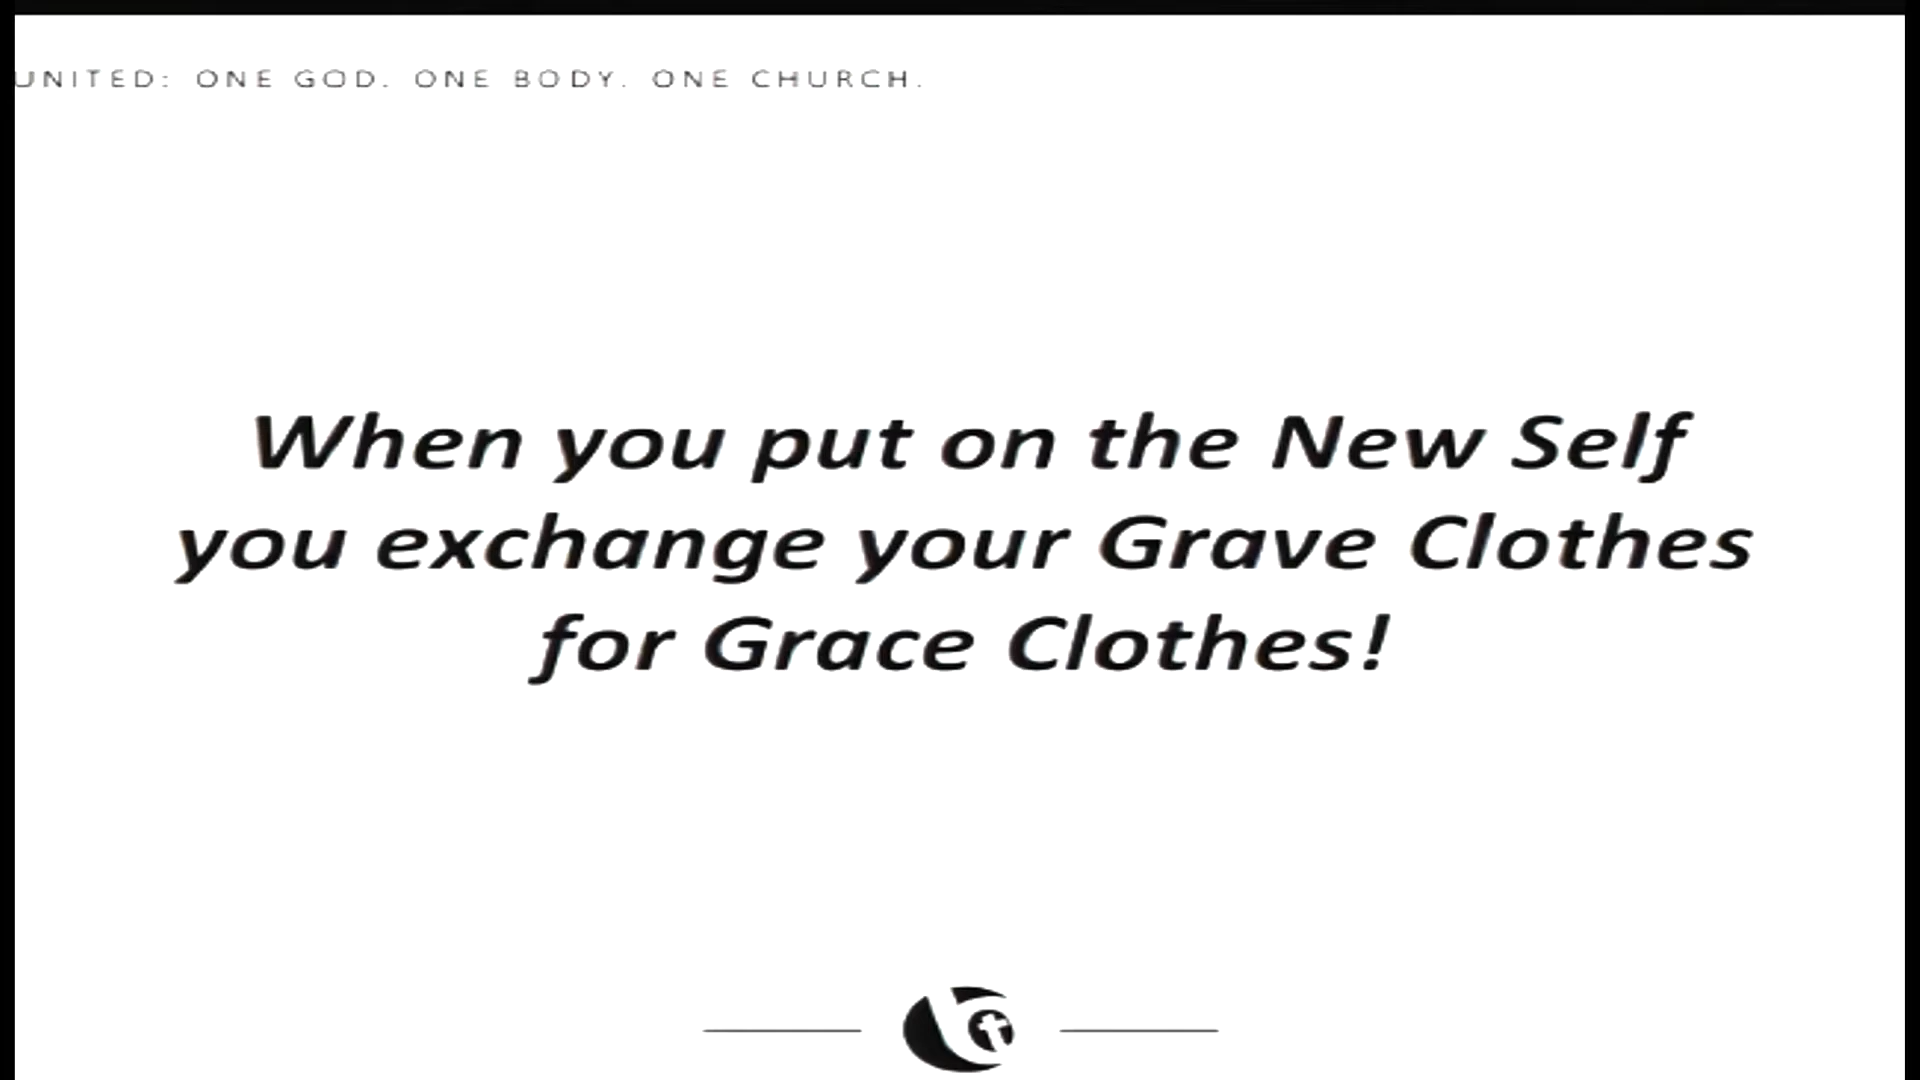 UNITED: ONE GOD. ONE BODY. ONE CHURCH.
When you put on the New Self
you exchange your Grave Clothes
for Grace Clothes!